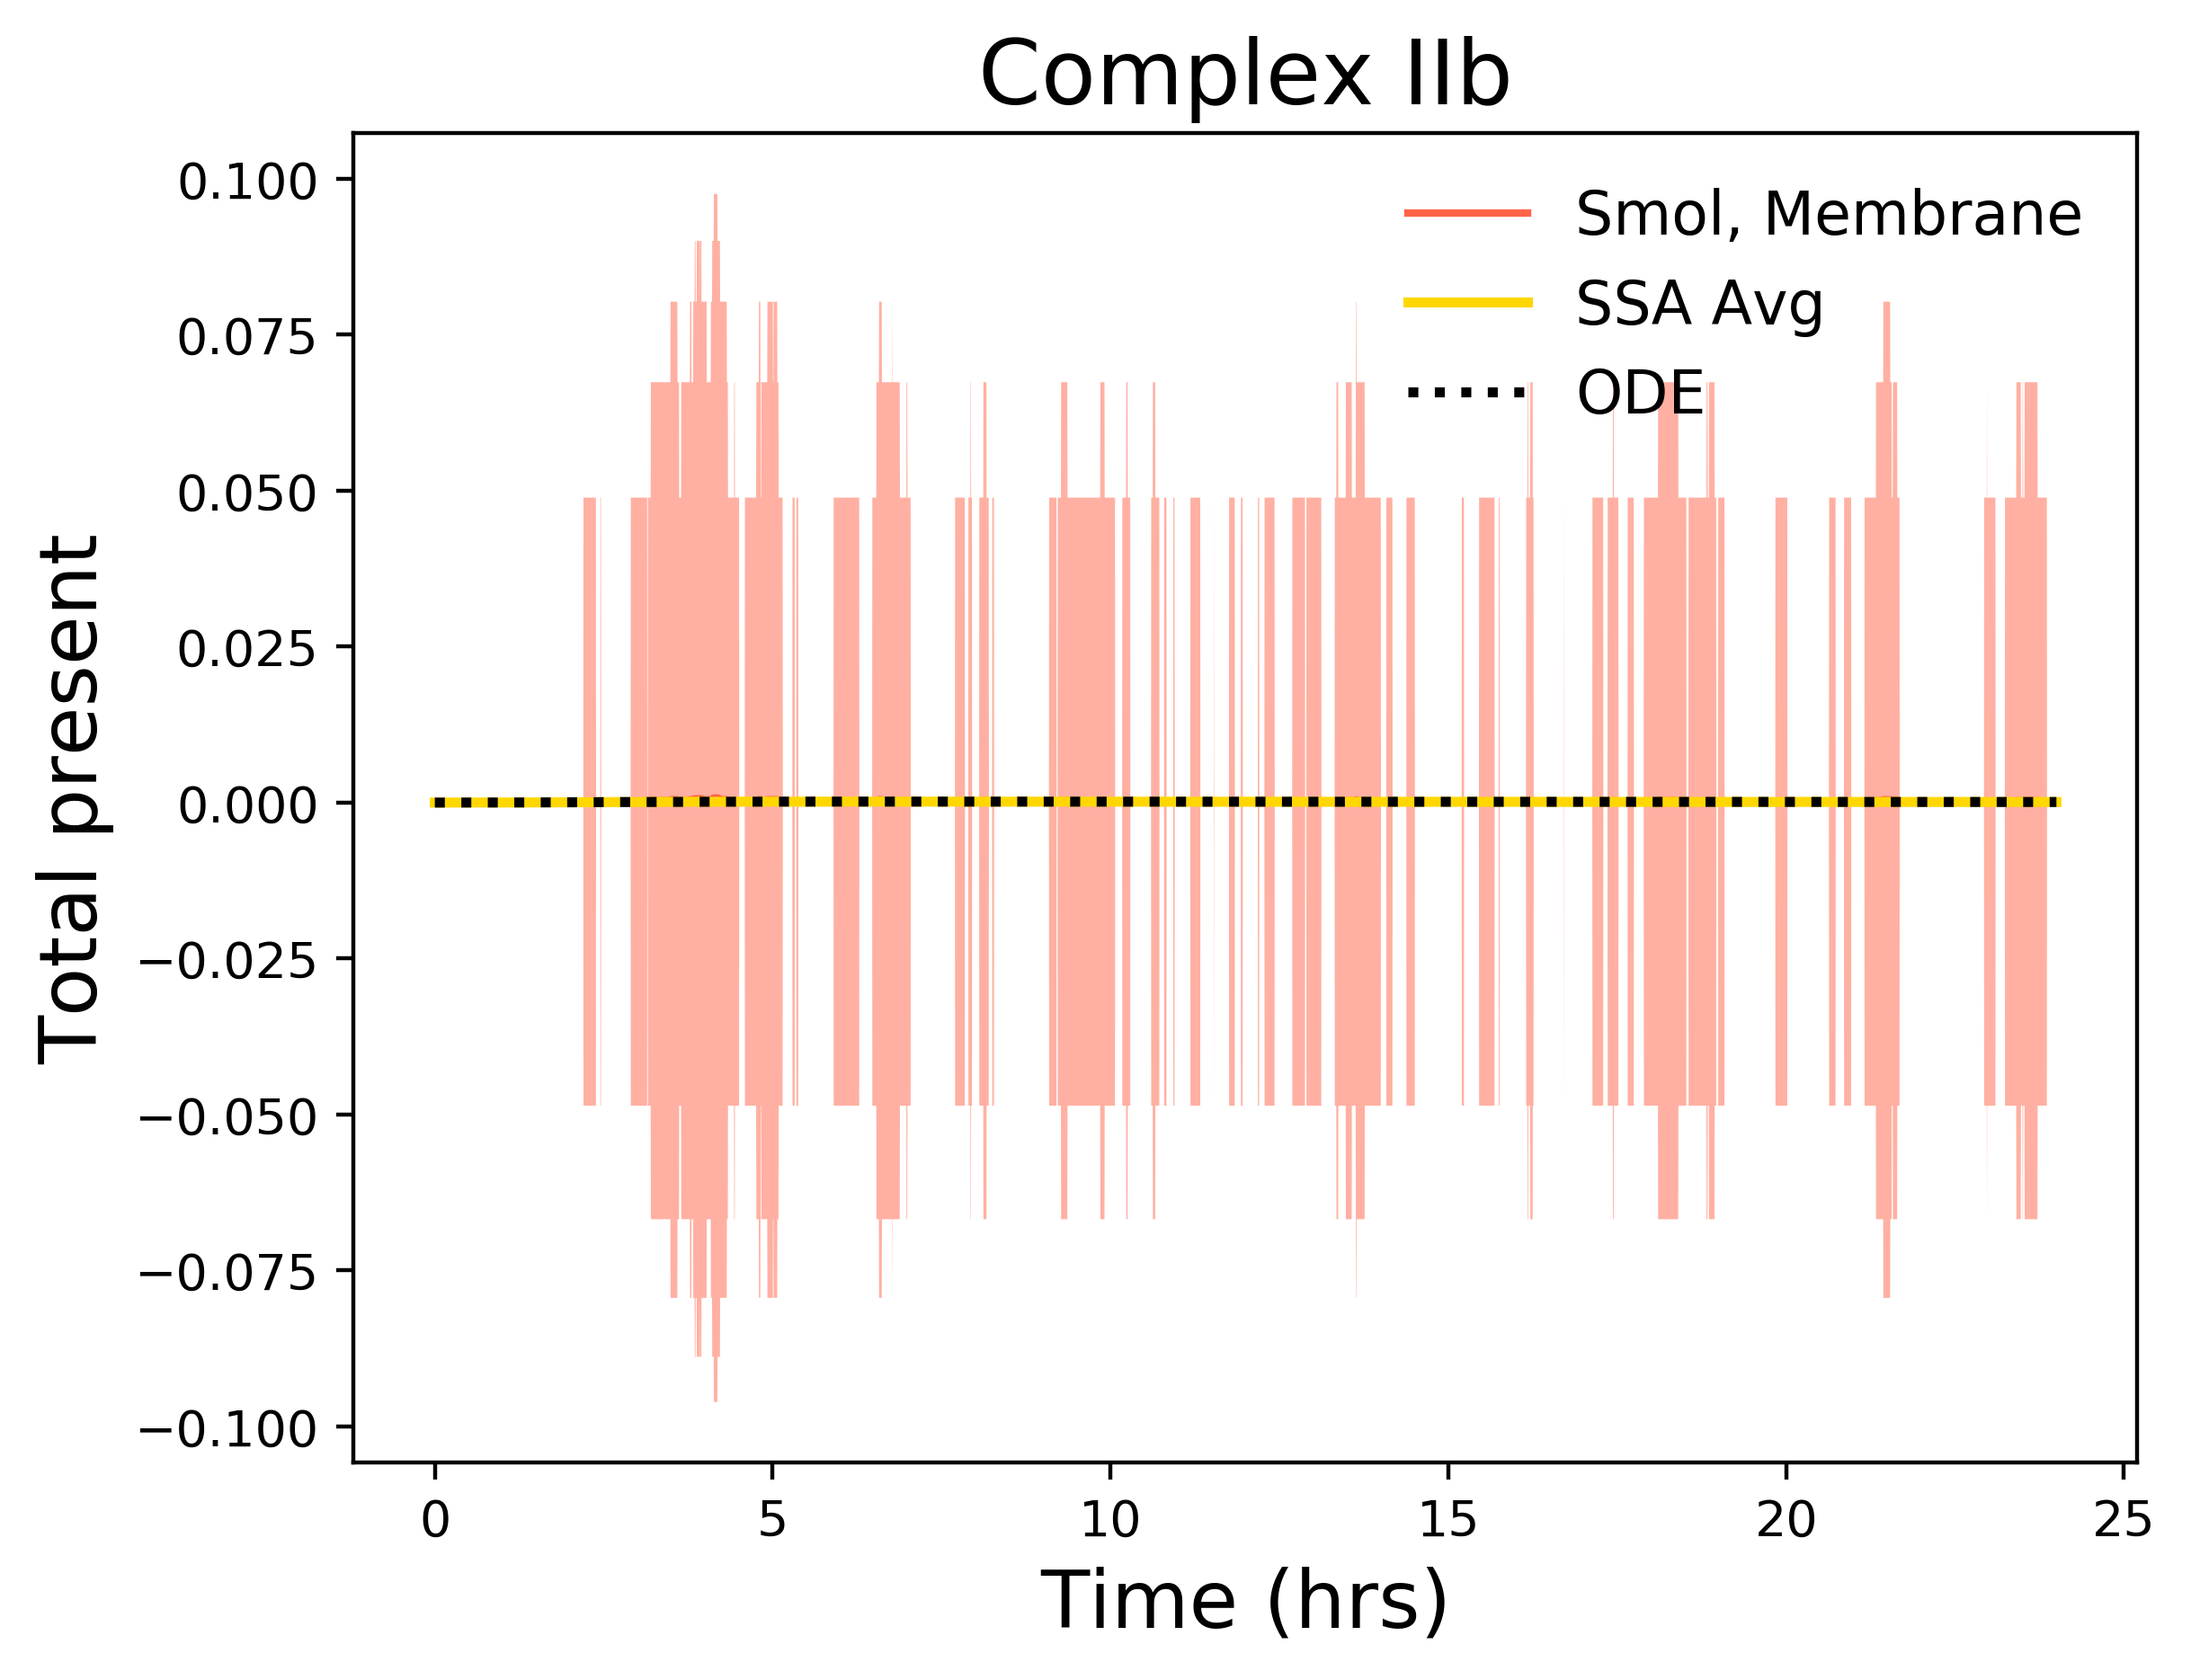 Complex IIb
Total present
0.100
0.075
0.050
0.025
0.000
−0.025
−0.050
−0.075
−0.100
Smol, Membrane
SSA Avg
ODE
0 5 10 15 20 25
Time (hrs)